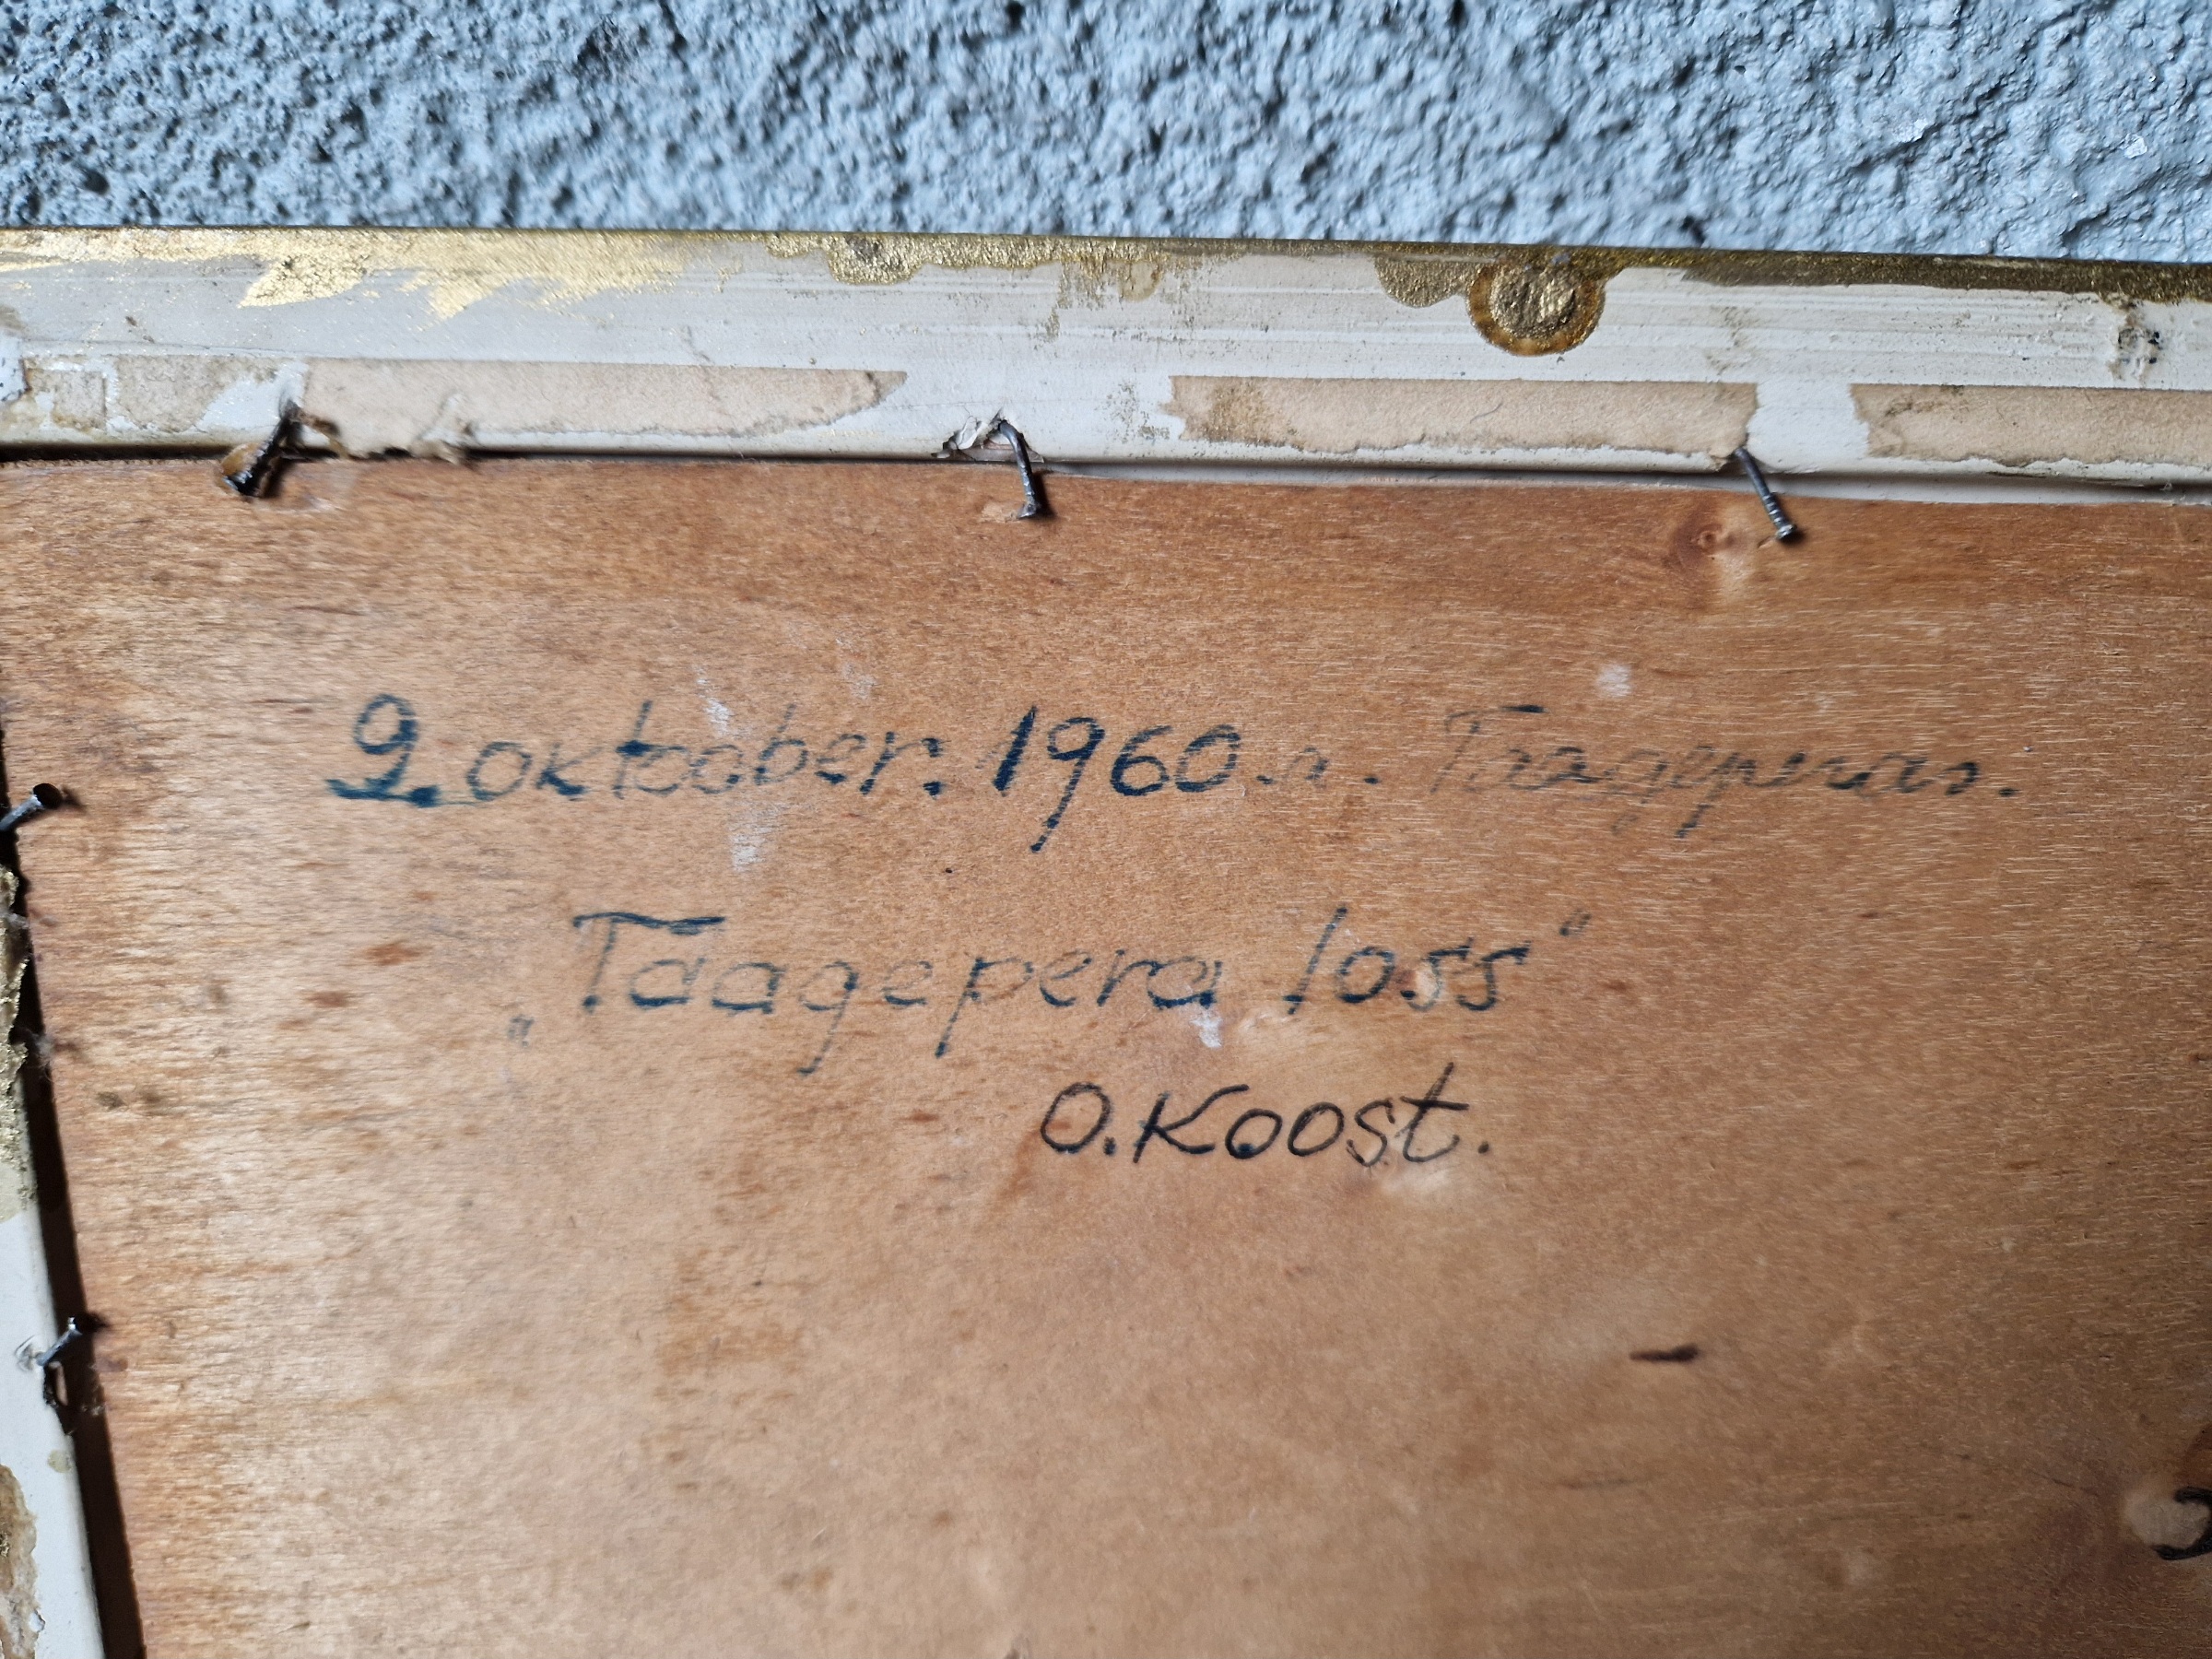 9. oktoober. 1960.a. Taageperas.
„Taagepera loss“
O. Koost.